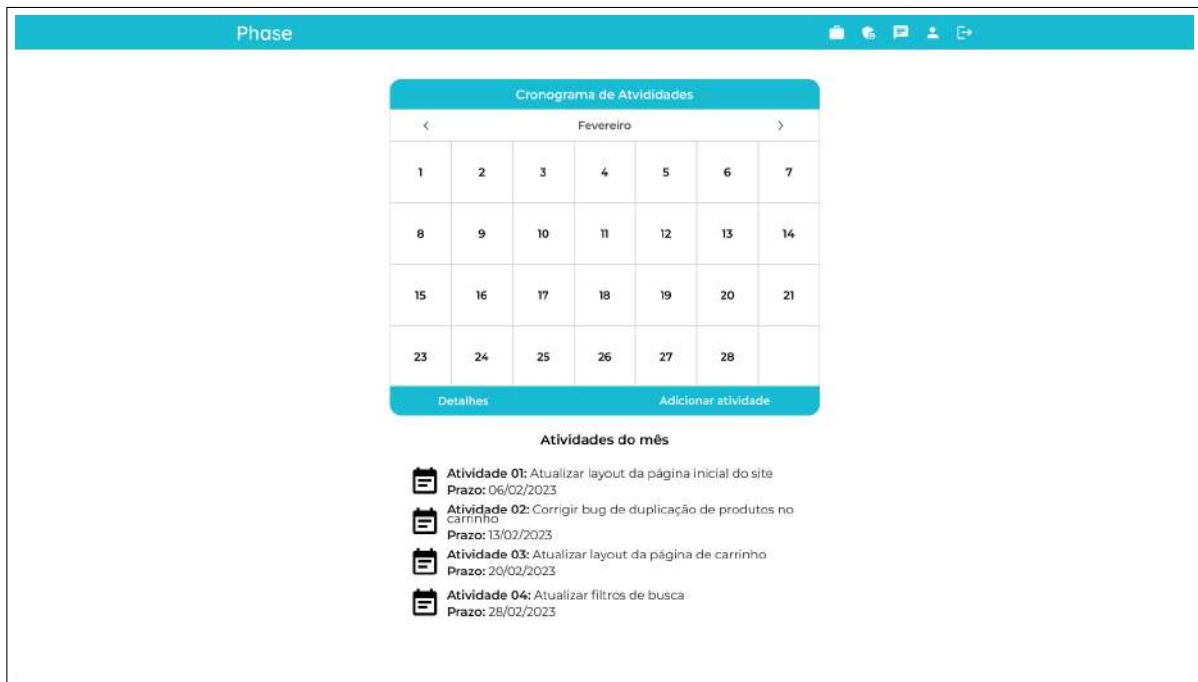 Phase
Cronograma de Atvididades
Fevereiro
1 2 3 4 5 6 7
8 9 10 11 12 13 14
15 16 17 18 19 20 21
23 24 25 26 27 28
Detalhes Adicionar atividade
Atividades do mês
Atividade 01: Atualizar layout da página inicial do site
Prazo: 06/02/2023
Atividade 02: Corrigir bug de duplicação de produtos no
carrinho
Prazo: 13/02/2023
Atividade 03: Atualizar layout da página de carrinho
Prazo: 20/02/2023
Atividade 04: Atualizar filtros de busca
Prazo: 28/02/2023